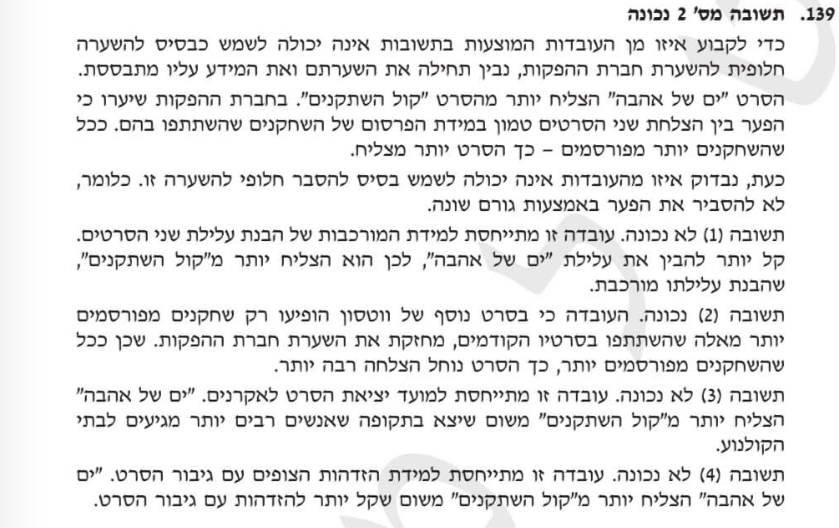 139. תשובה מס' 2 נכונה
כדי לקבוע איזו מן העובדות המוצעות בתשובות אינה יכולה לשמש כבסיס להשערה
חלופית להשערת חברת ההפקות, נבין תחילה את השערתם ואת המידע עליו מתבססת.
הסרט "ים של אהבה" הצליח יותר מהסרט "קול השתקנים". בחברת ההפקות שיערו כי
הפער בין הצלחת שני הסרטים טמון במידת הפרסום של השחקנים שהשתתפו בהם. ככל
שהשחקנים יותר מפורסמים – כך הסרט יותר מצליח.
כעת, נבדוק איזו מהעובדות אינה יכולה לשמש בסיס להסבר חלופי להשערה זו. כלומר,
לא להסביר את הפער באמצעות גורם שונה.
תשובה (1) לא נכונה. עובדה זו מתייחסת למידת המורכבות של הבנת עלילת שני הסרטים.
קל יותר להבין את עלילת "ים של אהבה", לכן הוא הצליח יותר מ"קול השתקנים",
שהבנת עלילתו מורכבת.
תשובה (2) נכונה. העובדה כי בסרט נוסף של ווטסון הופיעו רק שחקנים מפורסמים
יותר מאלה שהשתתפו בסרטיו הקודמים, מחזקת את השערת חברת ההפקות. שכן ככל
שהשחקנים מפורסמים יותר, כך הסרט נוחל הצלחה רבה יותר.
תשובה (3) לא נכונה. עובדה זו מתייחסת למועד יציאת הסרט לאקרנים. "ים של אהבה"
הצליח יותר מ"קול השתקנים" משום שיצא בתקופה שאנשים רבים יותר מגיעים לבתי
הקולנוע.
תשובה (4) לא נכונה. עובדה זו מתייחסת למידת הזדהות הצופים עם גיבור הסרט. "ים
של אהבה" הצליח יותר מ"קול השתקנים" משום שקל יותר להזדהות עם גיבור הסרט.